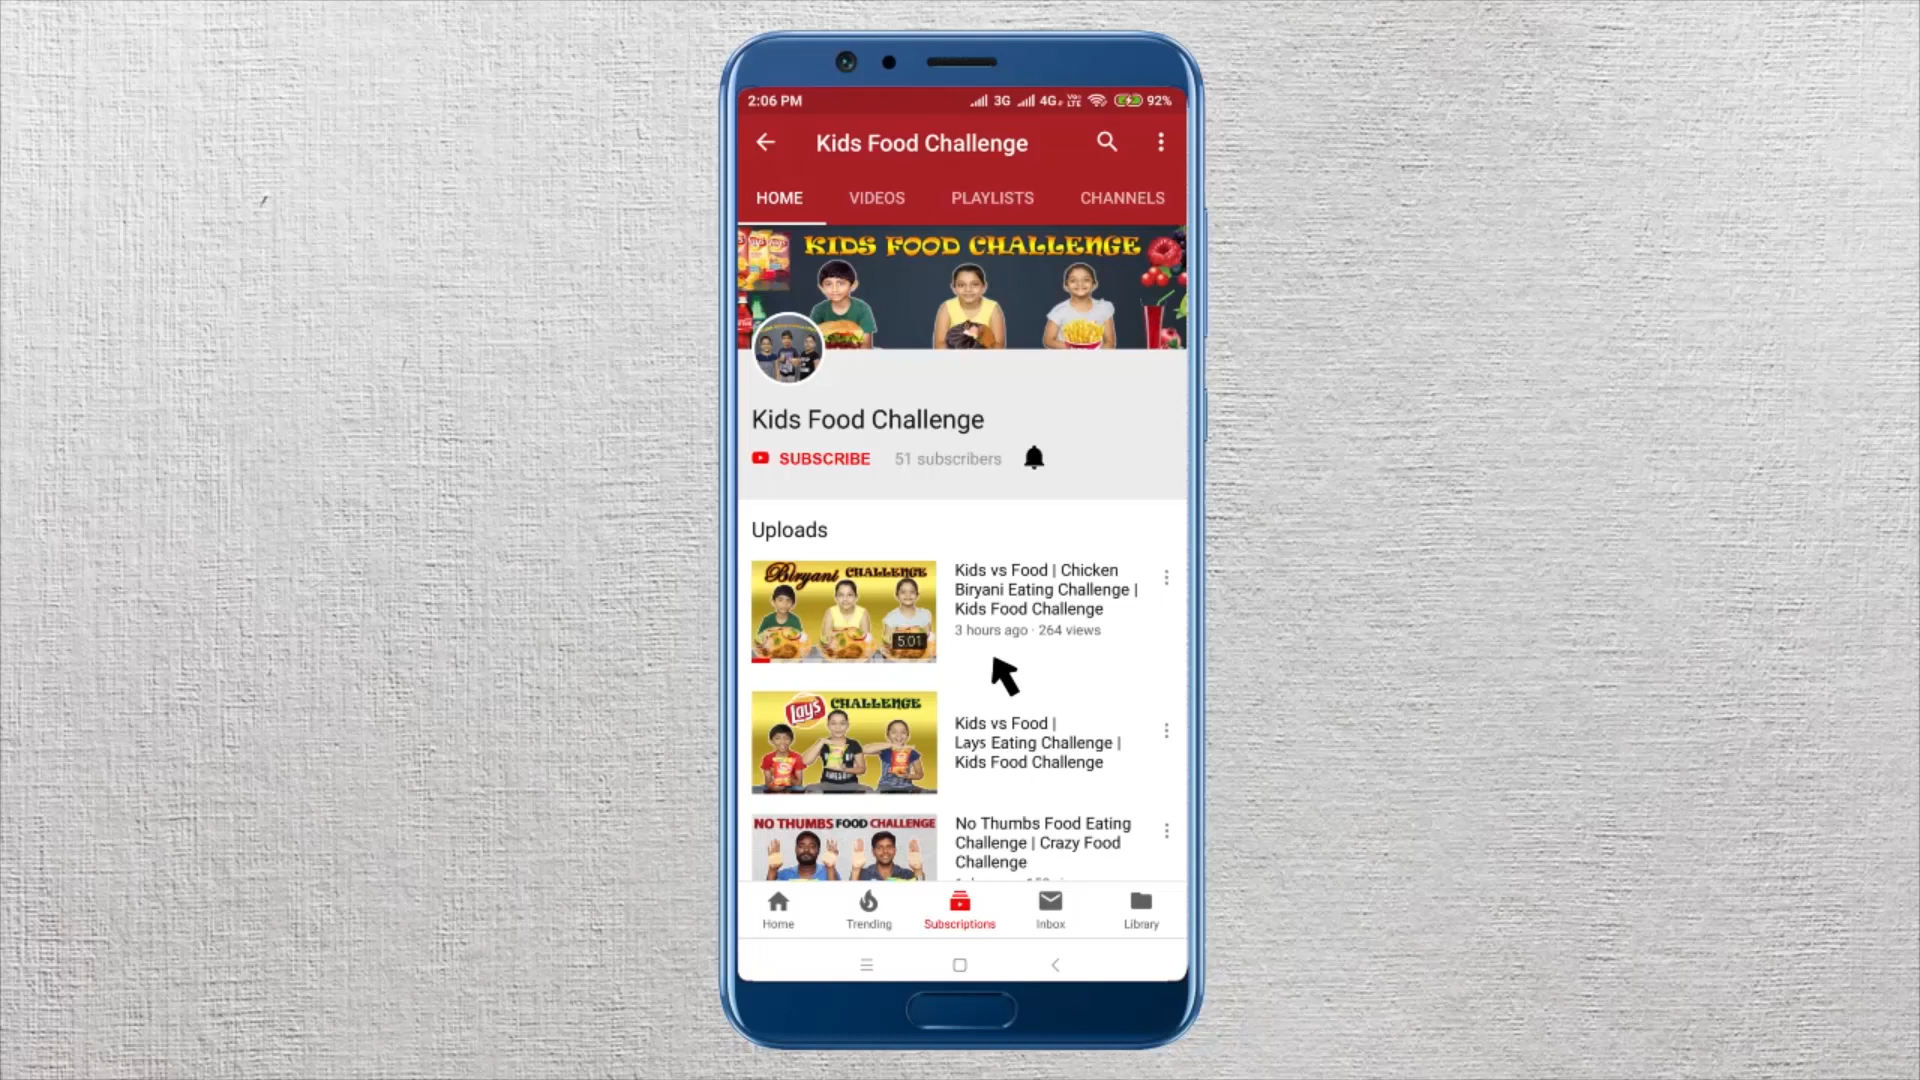 2:06 PM
3G 4G VoLTE 92%
Kids Food Challenge
HOME VIDEOS PLAYLISTS CHANNELS
KIDS FOOD CHALLENGE
Kids Food Challenge
SUBSCRIBE 51 subscribers
Uploads
Biryani CHALLENGE
5:01
Kids vs Food | Chicken
Biryani Eating Challenge |
Kids Food Challenge
3 hours ago · 264 views
Lays CHALLENGE
Kids vs Food |
Lays Eating Challenge |
Kids Food Challenge
NO THUMBS FOOD CHALLENGE
No Thumbs Food Eating
Challenge | Crazy Food
Challenge
Home Trending Subscriptions Inbox Library